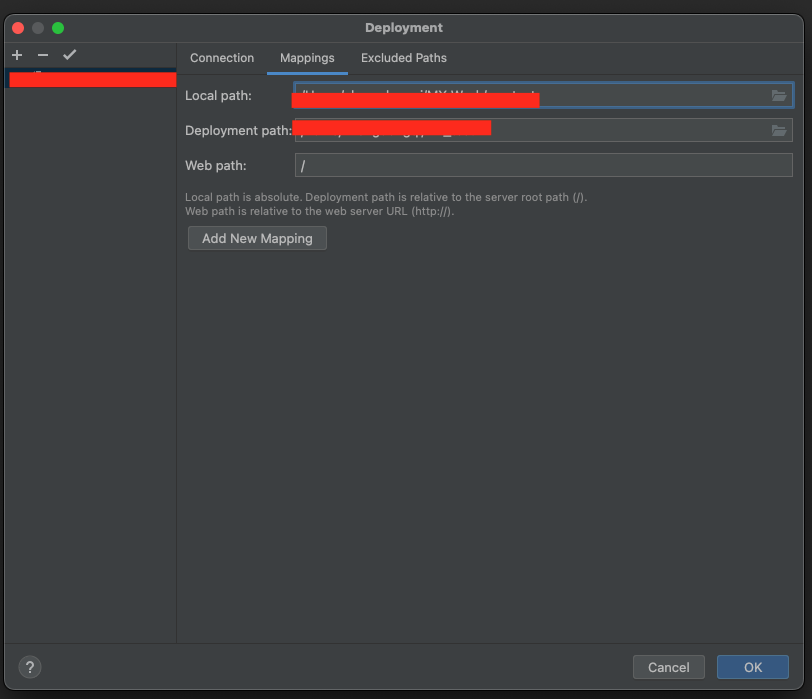 Deployment
Connection Mappings Excluded Paths
Local path:
Deployment path:
Web path: /
Local path is absolute. Deployment path is relative to the server root path (/).
Web path is relative to the web server URL (http://).
Add New Mapping
? Cancel OK